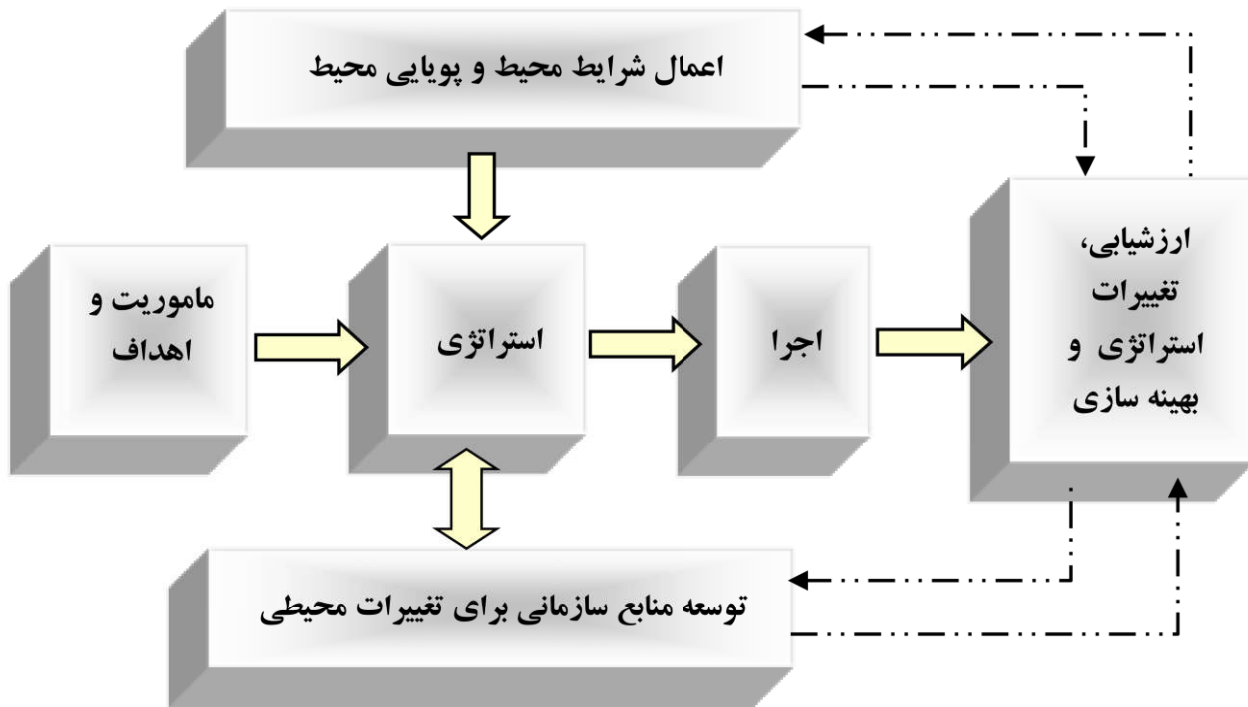 اعمال شرایط محیط و پویایی محیط
ماموریت و
اهداف
استراتژی
اجرا
ارزشیابی،
تغییرات
استراتژی و
بهینه سازی
توسعه منابع سازمانی برای تغییرات محیطی